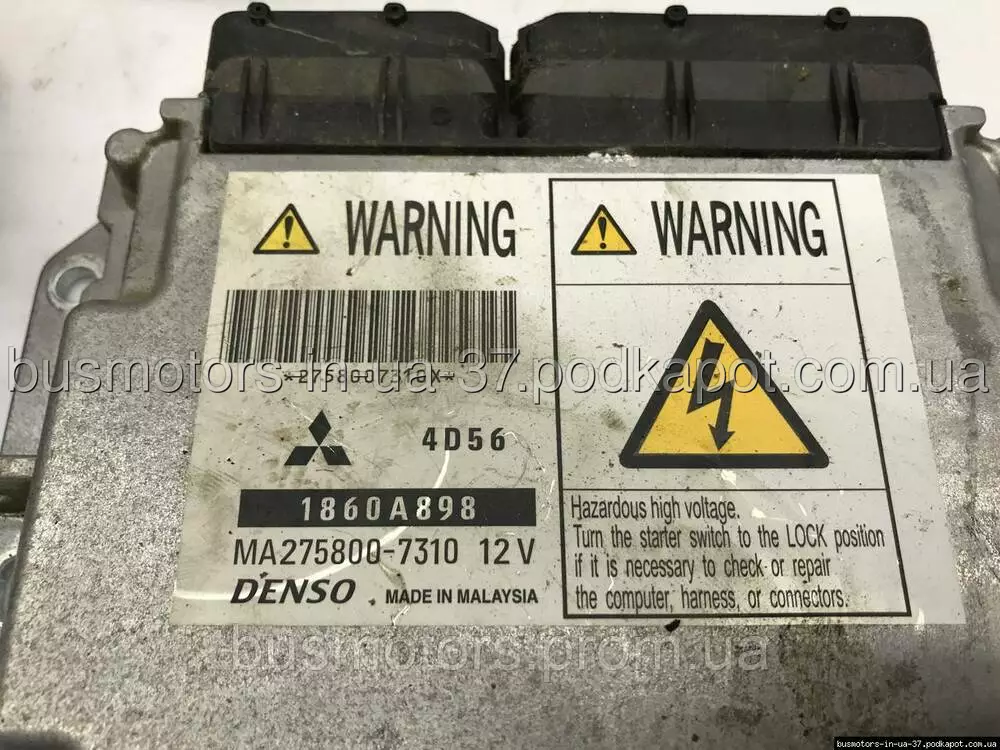 WARNING
*2758007310X*
4D56
1860A898
MA275800-7310 12V
DENSO MADE IN MALAYSIA
WARNING
Hazardous high voltage.
Turn the starter switch to the LOCK position
if it is necessary to check or repair
the computer, harness, or connectors.
busmotors-in-ua-37.podkapot.com.ua
busmotors.prom.ua
busmotors-in-ua-37.podkapot.com.ua